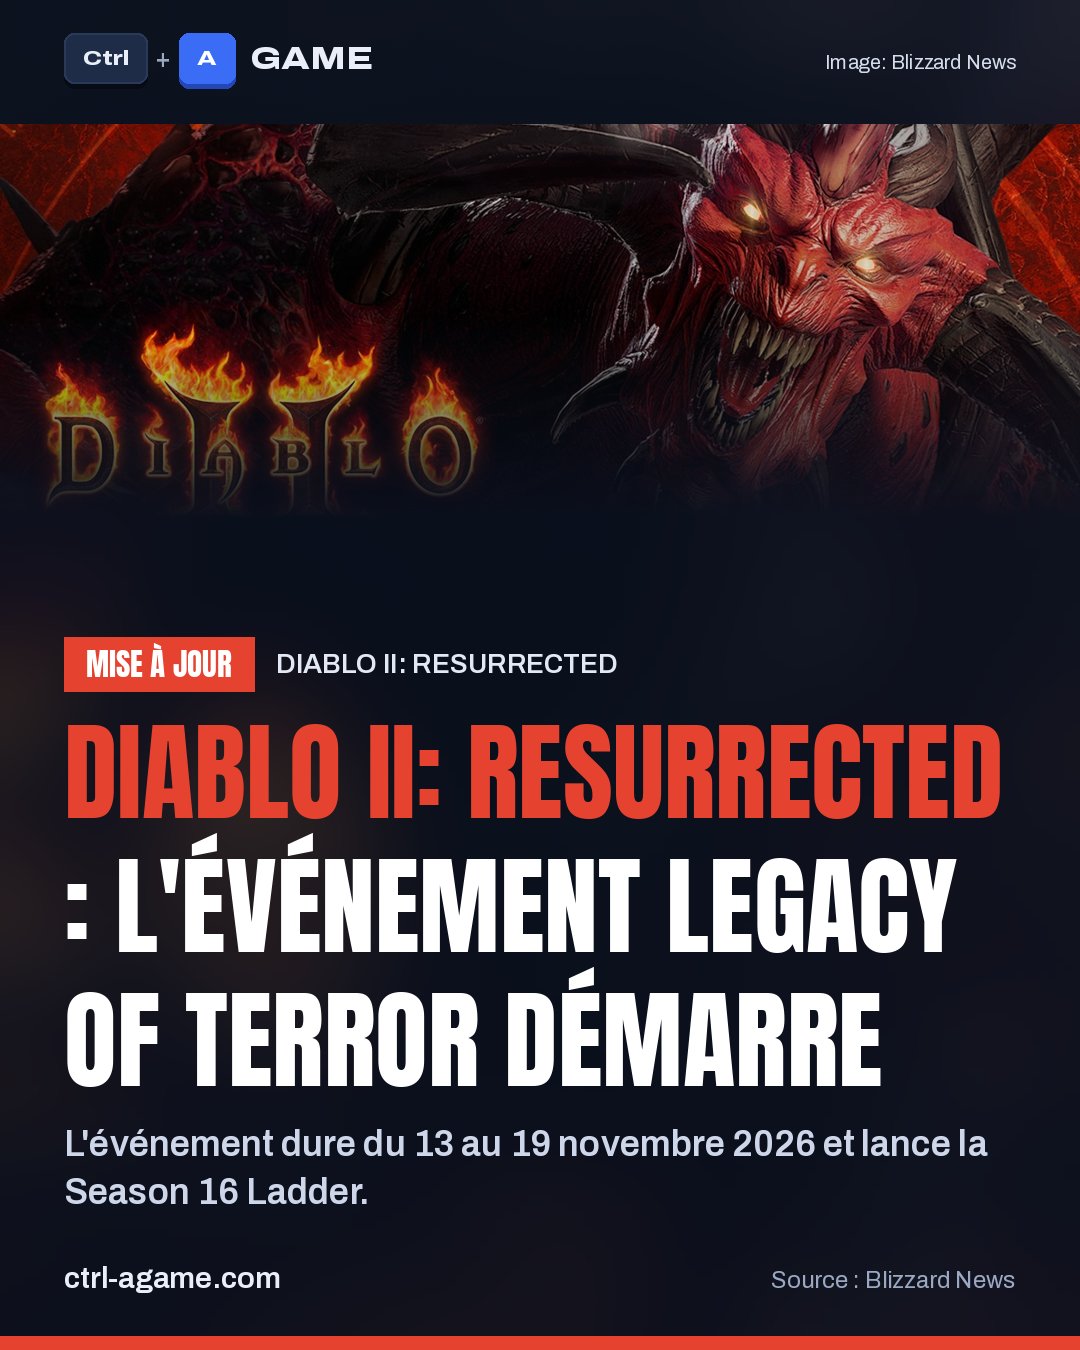 Ctrl + A GAME
Image: Blizzard News
DIABLO
MISE À JOUR
DIABLO II: RESURRECTED
DIABLO II: RESURRECTED
: L'ÉVÉNEMENT LEGACY
OF TERROR DÉMARRE
L'événement dure du 13 au 19 novembre 2026 et lance la
Season 16 Ladder.
ctrl-agame.com
Source : Blizzard News